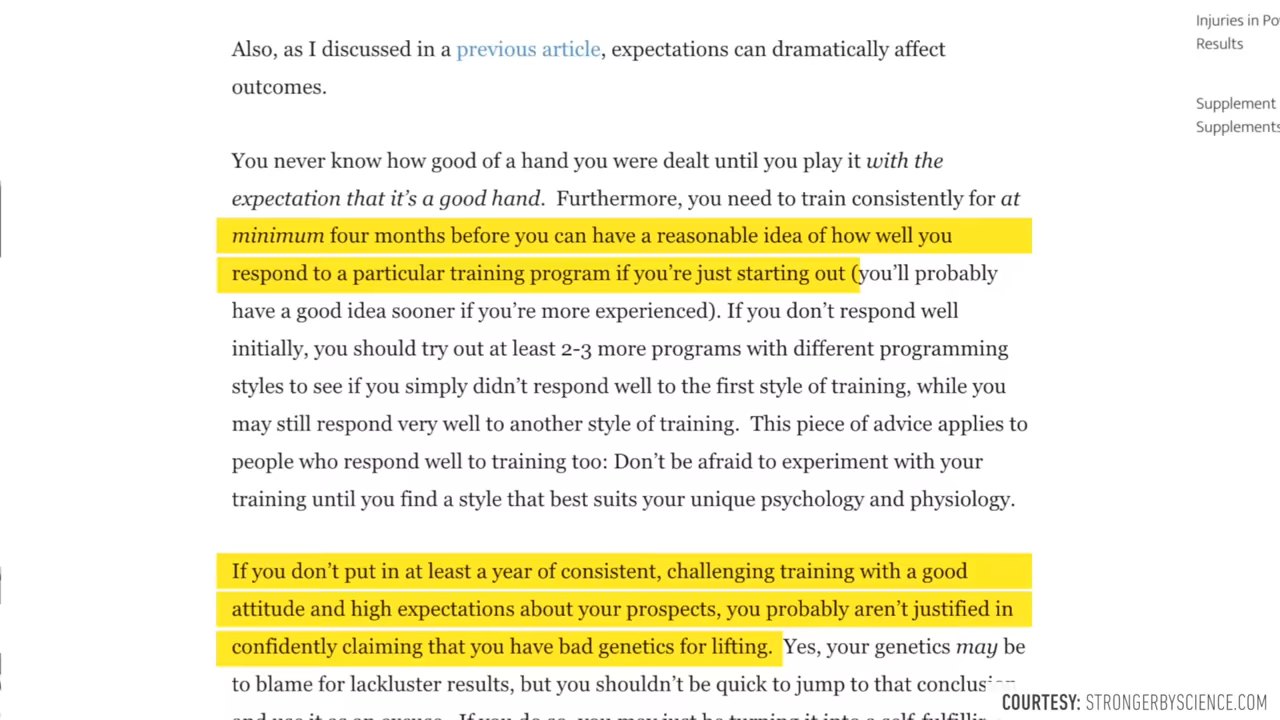 Also, as I discussed in a previous article, expectations can dramatically affect
outcomes.
You never know how good of a hand you were dealt until you play it with the
expectation that it’s a good hand.  Furthermore, you need to train consistently for at
minimum four months before you can have a reasonable idea of how well you
respond to a particular training program if you’re just starting out (you’ll probably
have a good idea sooner if you’re more experienced). If you don’t respond well
initially, you should try out at least 2-3 more programs with different programming
styles to see if you simply didn’t respond well to the first style of training, while you
may still respond very well to another style of training.  This piece of advice applies to
people who respond well to training too: Don’t be afraid to experiment with your
training until you find a style that best suits your unique psychology and physiology.
If you don’t put in at least a year of consistent, challenging training with a good
attitude and high expectations about your prospects, you probably aren’t justified in
confidently claiming that you have bad genetics for lifting.  Yes, your genetics may be
to blame for lackluster results, but you shouldn’t be quick to jump to that
Injuries in
Results
Supplement
Supplements
COURTESY: STRONGERBYSCIENCE.COM